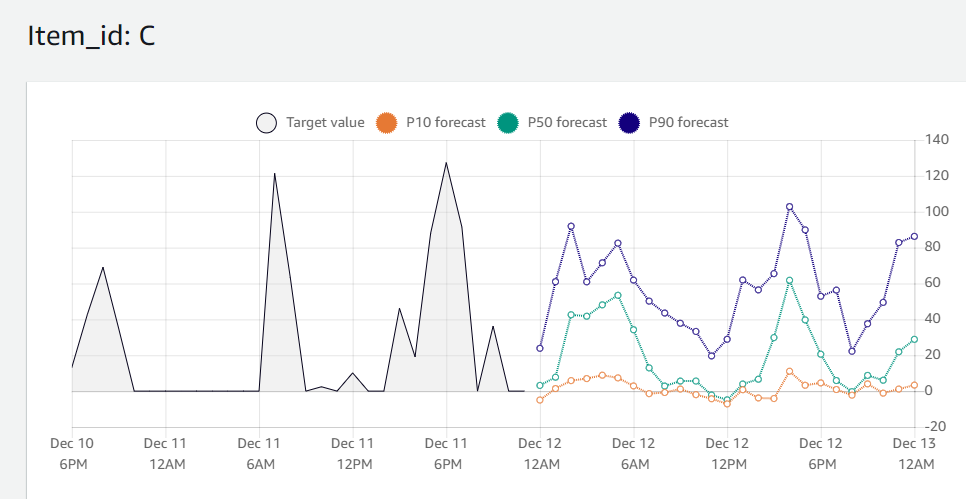 Item_id: C
Target value P10 forecast P50 forecast P90 forecast
140
120
100
80
60
40
20
0
-20
Dec 10 Dec 11 Dec 11 Dec 11 Dec 11 Dec 12 Dec 12 Dec 12 Dec 12 Dec 13
6PM 12AM 6AM 12PM 6PM 12AM 6AM 12PM 6PM 12AM